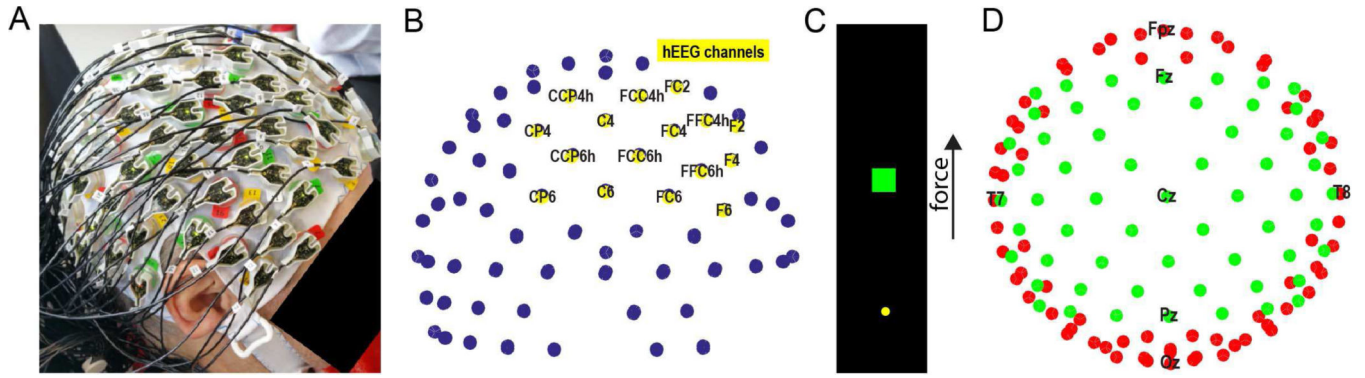 A
B
C
D
hEEG channels
CCP4h
FCC4h
FC2
C4
CP4
FC4
FFC4h
F2
CCP6h
FCC6h
FFC6h
F4
CP6
C6
FC6
F6
force
Fpz
Fz
T7
Cz
T8
Pz
Oz